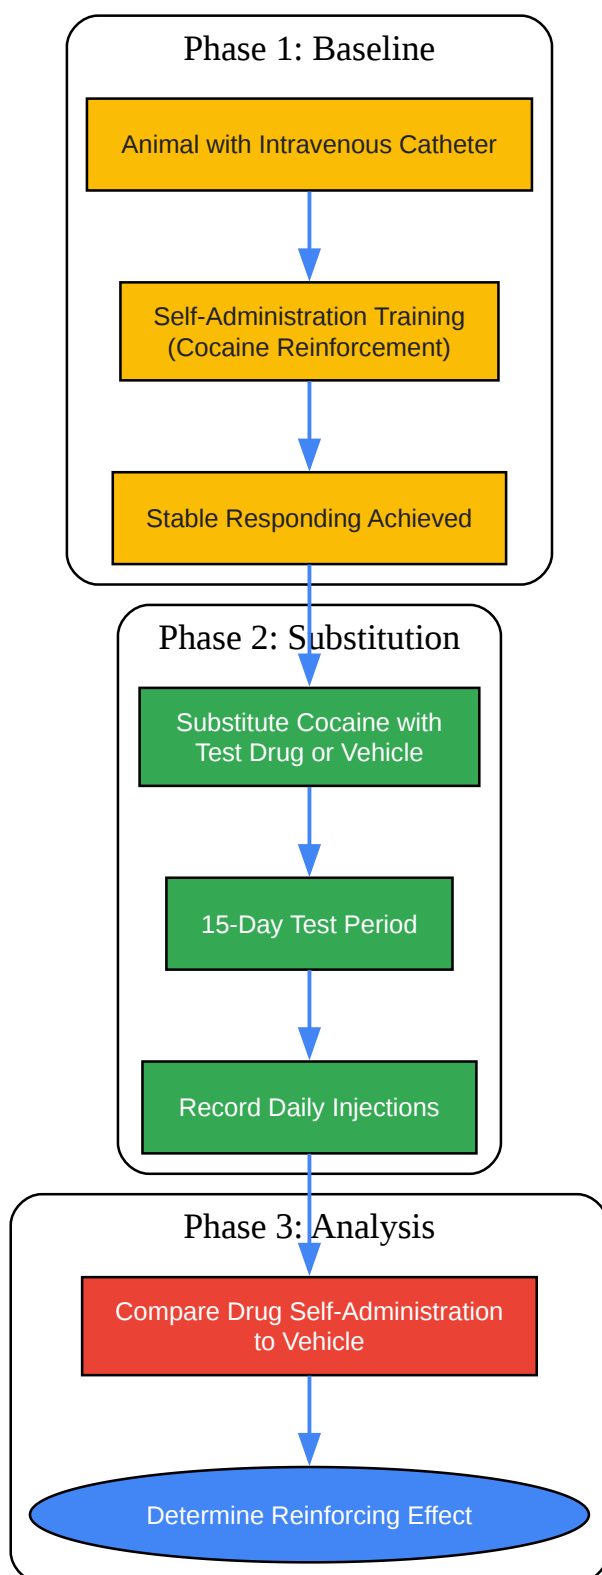 Phase 1: Baseline
Animal with Intravenous Catheter
Self-Administration Training
(Cocaine Reinforcement)
Stable Responding Achieved
Phase 2: Substitution
Substitute Cocaine with
Test Drug or Vehicle
15-Day Test Period
Record Daily Injections
Phase 3: Analysis
Compare Drug Self-Administration
to Vehicle
Determine Reinforcing Effect